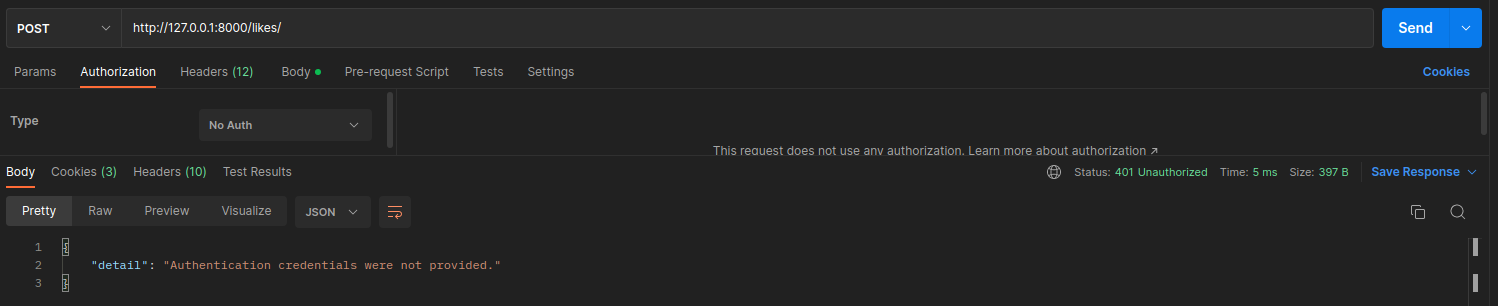 POST http://127.0.0.1:8000/likes/ Send
Params Authorization Headers (12) Body Pre-request Script Tests Settings Cookies
Type No Auth
This request does not use any authorization. Learn more about authorization ↗
Body Cookies (3) Headers (10) Test Results Status: 401 Unauthorized Time: 5 ms Size: 397 B Save Response
Pretty Raw Preview Visualize JSON
1 {
2 "detail": "Authentication credentials were not provided."
3 }